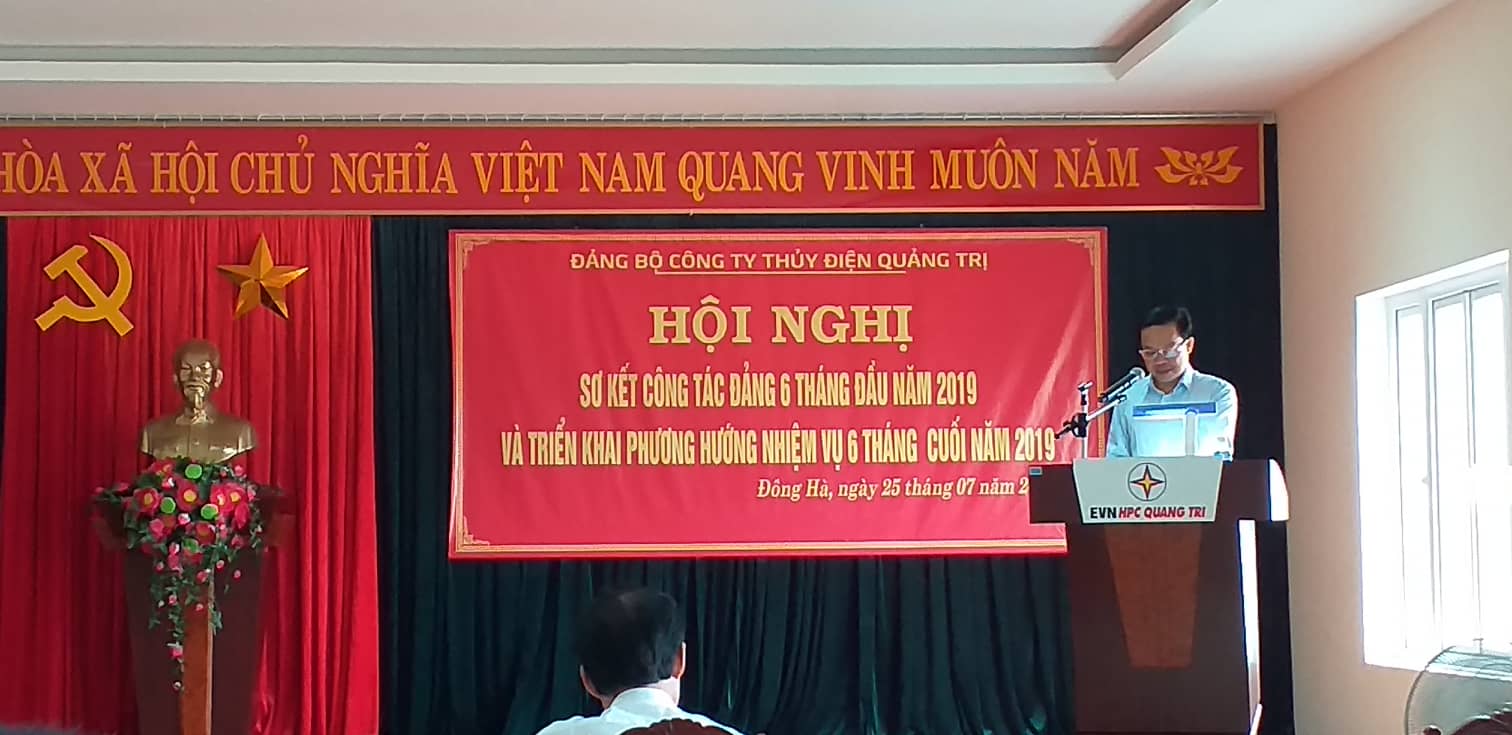 HÒA XÃ HỘI CHỦ NGHĨA VIỆT NAM QUANG VINH MUÔN NĂM
ĐẢNG BỘ CÔNG TY THỦY ĐIỆN QUẢNG TRỊ
HỘI NGHỊ
SƠ KẾT CÔNG TÁC ĐẢNG 6 THÁNG ĐẦU NĂM 2019
VÀ TRIỂN KHAI PHƯƠNG HƯỚNG NHIỆM VỤ 6 THÁNG CUỐI NĂM 2019
Đông Hà, ngày 25 tháng 07 năm 2
EVNHPC QUANG TRI